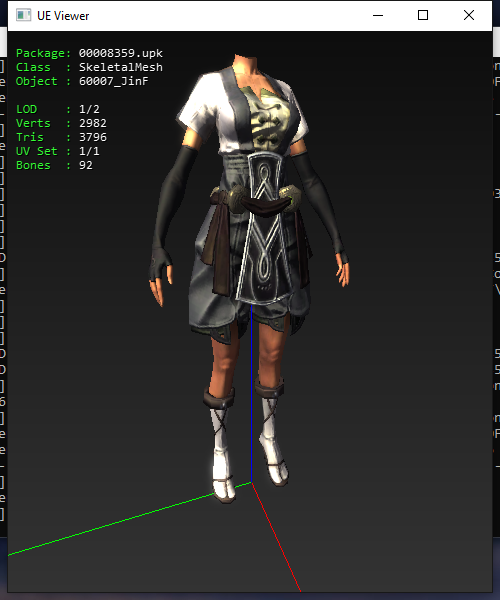 UE Viewer
Package: 00008359.upk
Class : SkeletalMesh
Object : 60007_JinF
LOD : 1/2
Verts : 2982
Tris : 3796
UV Set : 1/1
Bones : 92